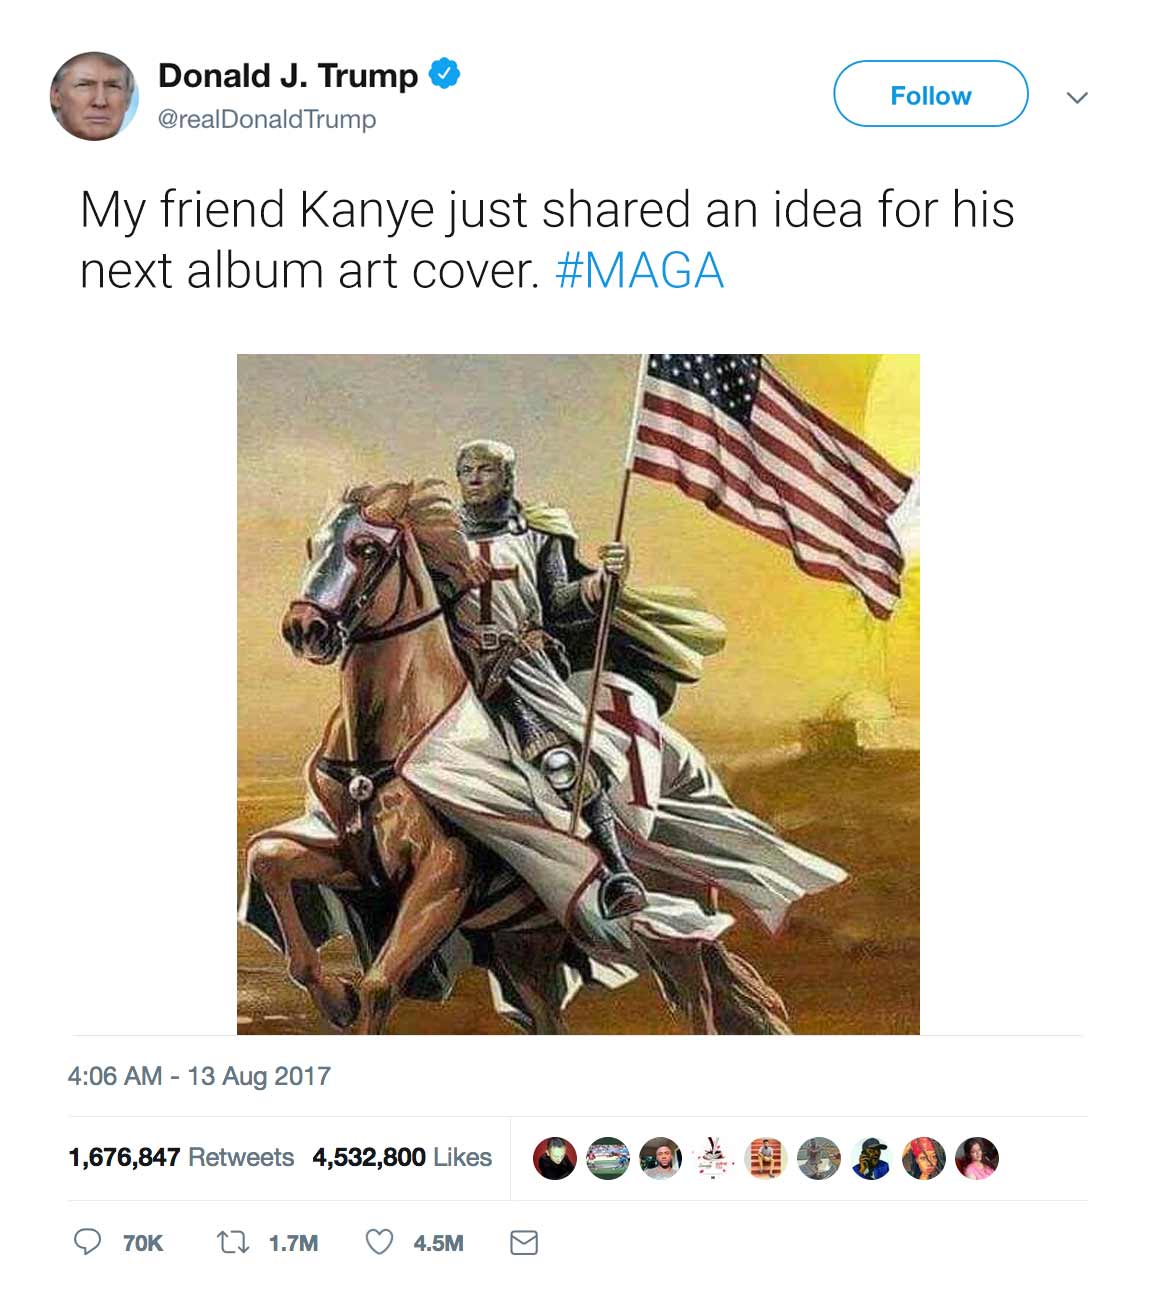 Donald J. Trump
Follow
@realDonaldTrump
My friend Kanye just shared an idea for his
next album art cover. #MAGA
4:06 AM - 13 Aug 2017
1,676,847 Retweets 4,532,800 Likes
70K 1.7M 4.5M